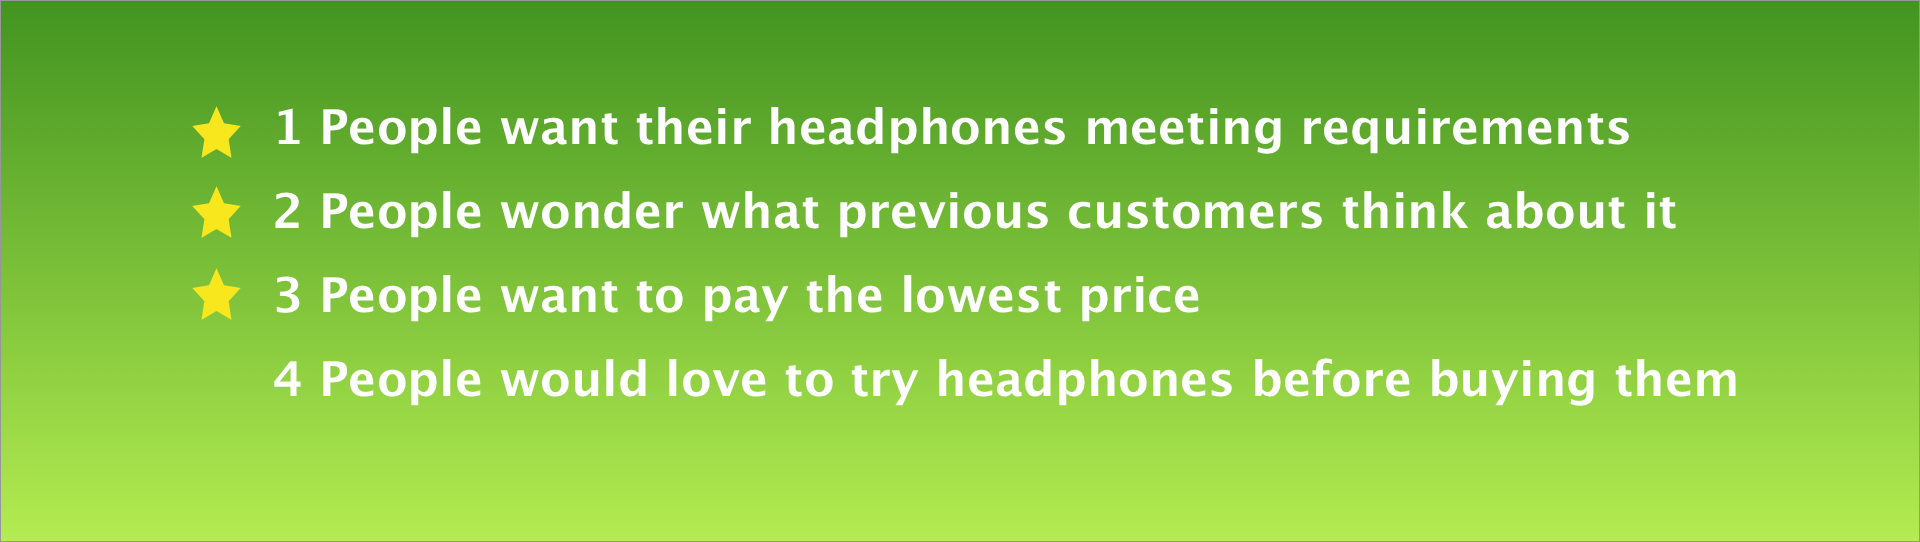 1 People want their headphones meeting requirements
2 People wonder what previous customers think about it
3 People want to pay the lowest price
4 People would love to try headphones before buying them